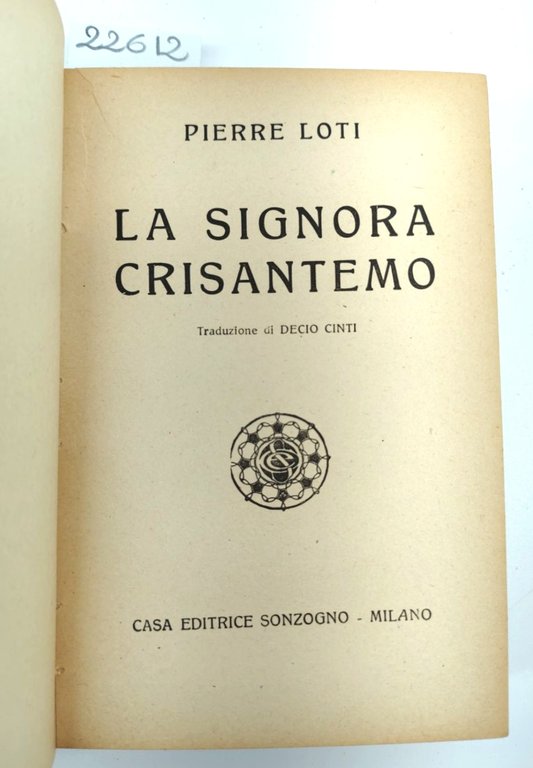 22612
PIERRE LOTI
LA SIGNORA
CRISANTEMO
Traduzione di DECIO CINTI
CASA EDITRICE SONZOGNO - MILANO